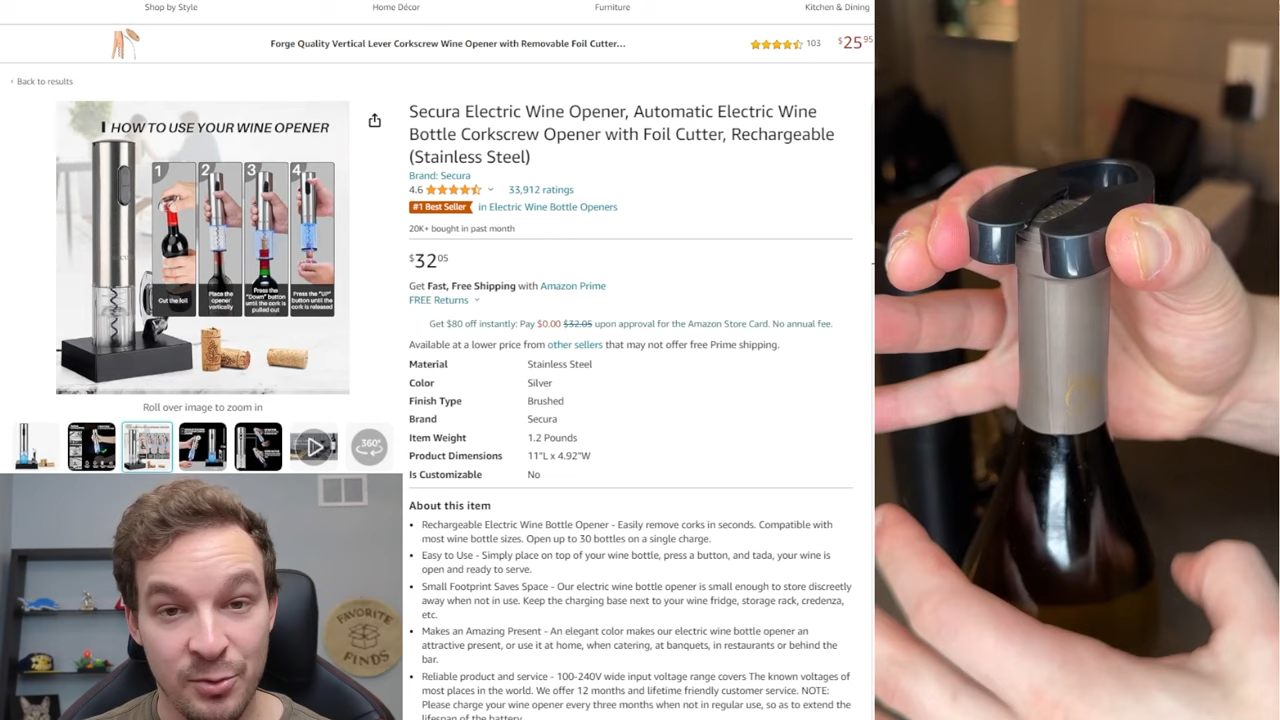 Shop by Style
Home Décor
Furniture
Kitchen & Dining
Forge Quality Vertical Lever Corkscrew Wine Opener with Removable Foil Cutter...
103
$25.95
‹ Back to results
HOW TO USE YOUR WINE OPENER
1
2
3
4
Cut the foil
Place the
opener
vertically
Press the
"Down" button
until the cork is
pulled out
Press the "UP"
button until the
cork is released
Roll over image to zoom in
360°
Secura Electric Wine Opener, Automatic Electric Wine
Bottle Corkscrew Opener with Foil Cutter, Rechargeable
(Stainless Steel)
Brand: Secura
4.6
33,912 ratings
#1 Best Seller
in Electric Wine Bottle Openers
20K+ bought in past month
$32.05
Get Fast, Free Shipping with Amazon Prime
FREE Returns
Get $80 off instantly: Pay $0.00 $32.05 upon approval for the Amazon Store Card. No annual fee.
Available at a lower price from other sellers that may not offer free Prime shipping.
Material Stainless Steel
Color Silver
Finish Type Brushed
Brand Secura
Item Weight 1.2 Pounds
Product Dimensions 11"L x 4.92"W
Is Customizable No
About this item
• Rechargeable Electric Wine Bottle Opener - Easily remove corks in seconds. Compatible with
most wine bottle sizes. Open up to 30 bottles on a single charge.
• Easy to Use - Simply place on top of your wine bottle, press a button, and tada, your wine is
open and ready to serve.
• Small Footprint Saves Space - Our electric wine bottle opener is small enough to store discreetly
away when not in use. Keep the charging base next to your wine fridge, storage rack, credenza,
etc.
• Makes an Amazing Present - An elegant color makes our electric wine bottle opener an
attractive present, or use it at home, when catering, at banquets, in restaurants or behind the
bar.
• Reliable product and service - 100-240V wide input voltage range covers The known voltages of
most places in the world. We offer 12 months and lifetime friendly customer service. NOTE:
Please charge your wine opener every three months when not in regular use, so as to extend the
lifespan of the battery.
FAVORITE
FINDS